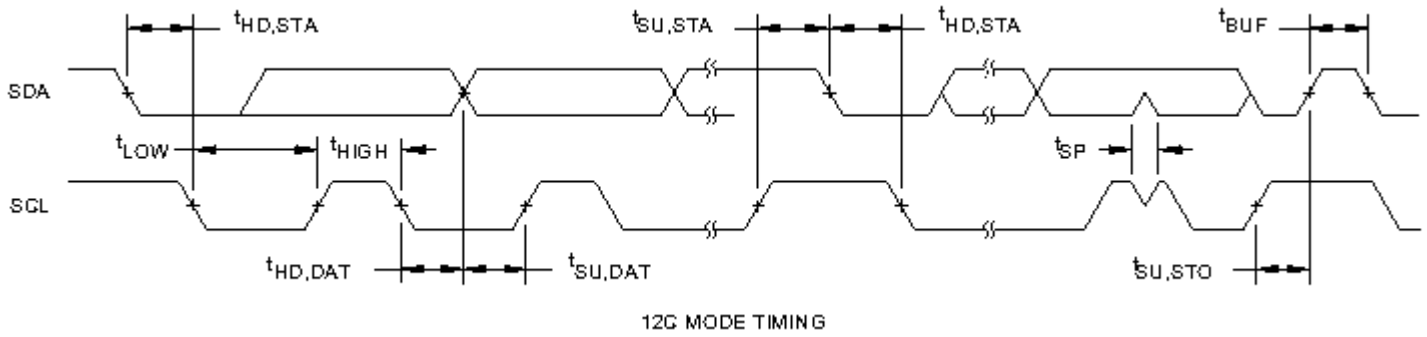 tHD,STA tSU,STA tHD,STA tBUF
SDA
tLOW tHIGH tSP
SCL
tHD,DAT tSU,DAT tSU,STO
12C MODE TIMING